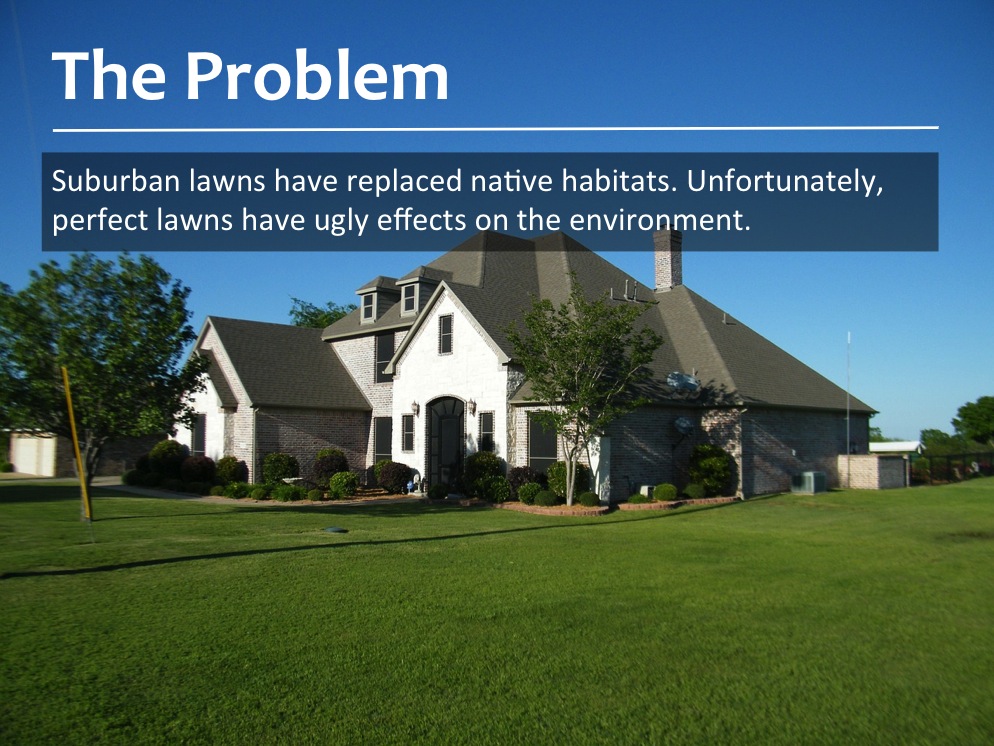 The Problem
Suburban lawns have replaced native habitats. Unfortunately,
perfect lawns have ugly effects on the environment.